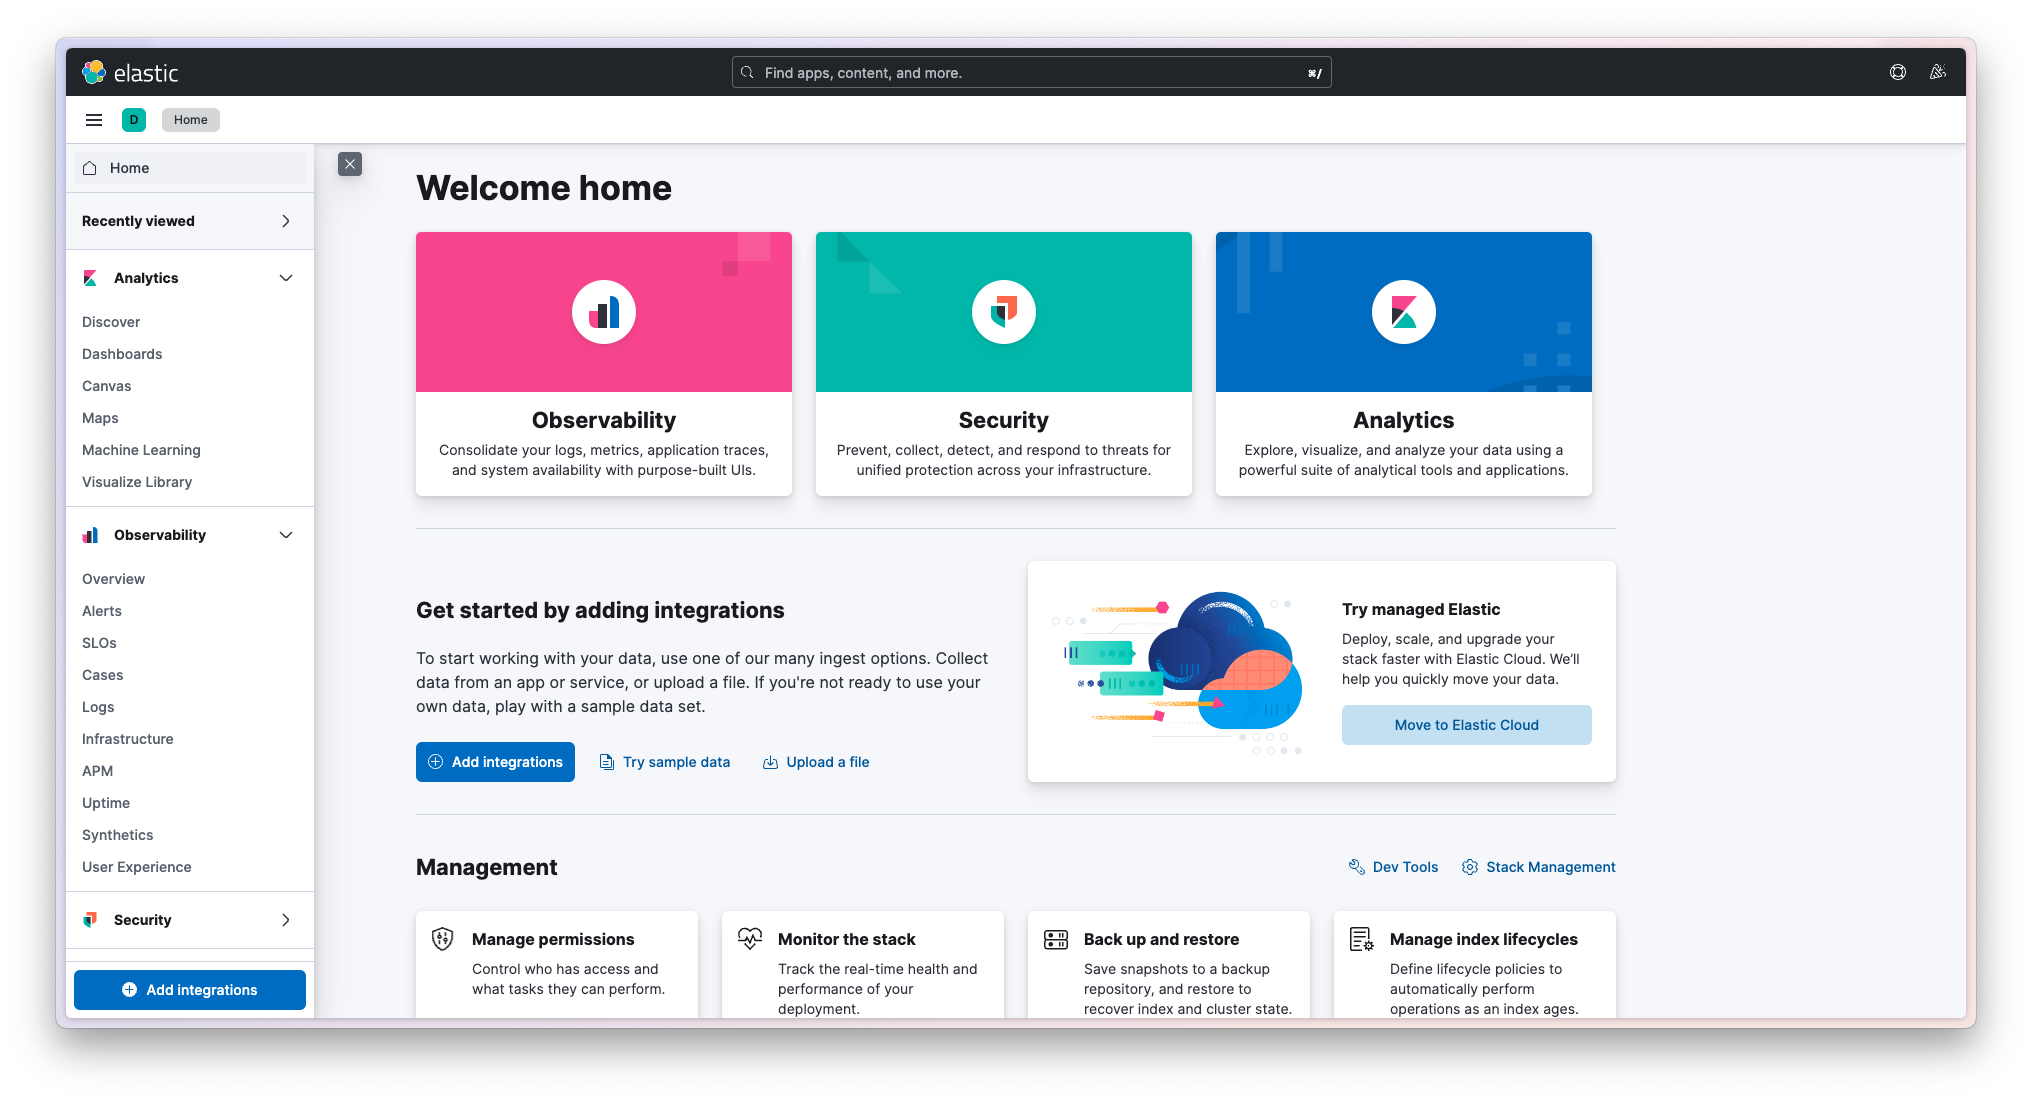 elastic
Find apps, content, and more.
⌘/
D
Home
Home
Recently viewed
Analytics
Discover
Dashboards
Canvas
Maps
Machine Learning
Visualize Library
Observability
Overview
Alerts
SLOs
Cases
Logs
Infrastructure
APM
Uptime
Synthetics
User Experience
Security
Add integrations
Welcome home
Observability
Consolidate your logs, metrics, application traces,
and system availability with purpose-built UIs.
Security
Prevent, collect, detect, and respond to threats for
unified protection across your infrastructure.
Analytics
Explore, visualize, and analyze your data using a
powerful suite of analytical tools and applications.
Get started by adding integrations
To start working with your data, use one of our many ingest options. Collect
data from an app or service, or upload a file. If you're not ready to use your
own data, play with a sample data set.
Add integrations
Try sample data
Upload a file
Try managed Elastic
Deploy, scale, and upgrade your
stack faster with Elastic Cloud. We’ll
help you quickly move your data.
Move to Elastic Cloud
Management
Dev Tools
Stack Management
Manage permissions
Control who has access and
what tasks they can perform.
Monitor the stack
Track the real-time health and
performance of your
deployment.
Back up and restore
Save snapshots to a backup
repository, and restore to
recover index and cluster state.
Manage index lifecycles
Define lifecycle policies to
automatically perform
operations as an index ages.